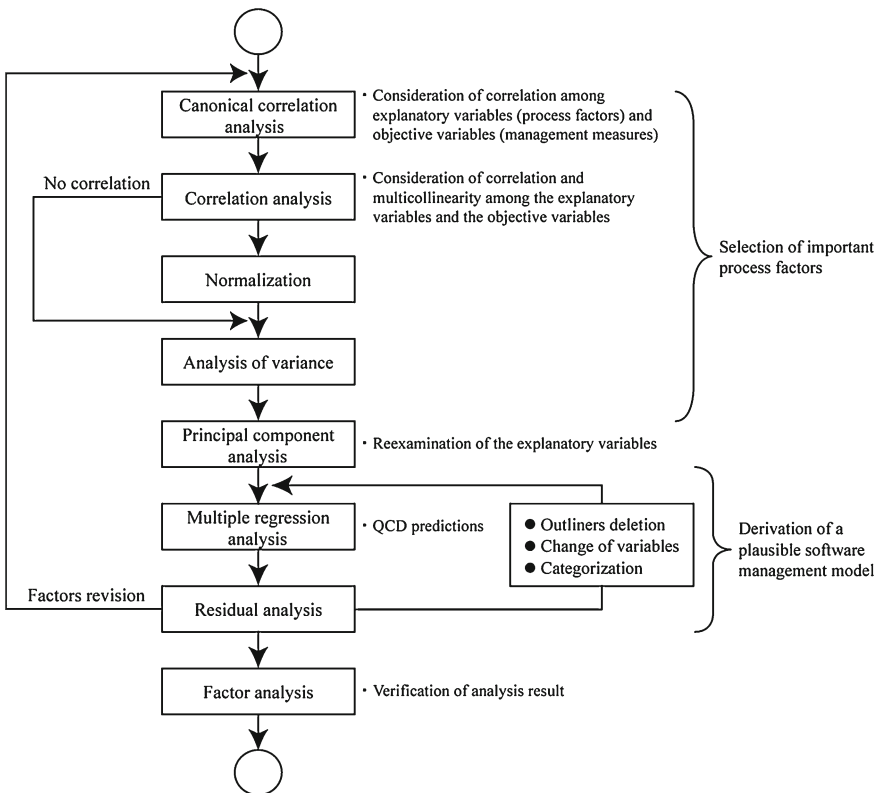 Canonical correlation
analysis
・Consideration of correlation among
explanatory variables (process factors) and
objective variables (management measures)
No correlation
Correlation analysis
・Consideration of correlation and
multicollinearity among the explanatory
variables and the objective variables
Selection of important
process factors
Normalization
Analysis of variance
Principal component
analysis
・Reexamination of the explanatory variables
Multiple regression
analysis
・QCD predictions
● Outliners deletion
● Change of variables
● Categorization
Derivation of a
plausible software
management model
Factors revision
Residual analysis
Factor analysis
・Verification of analysis result